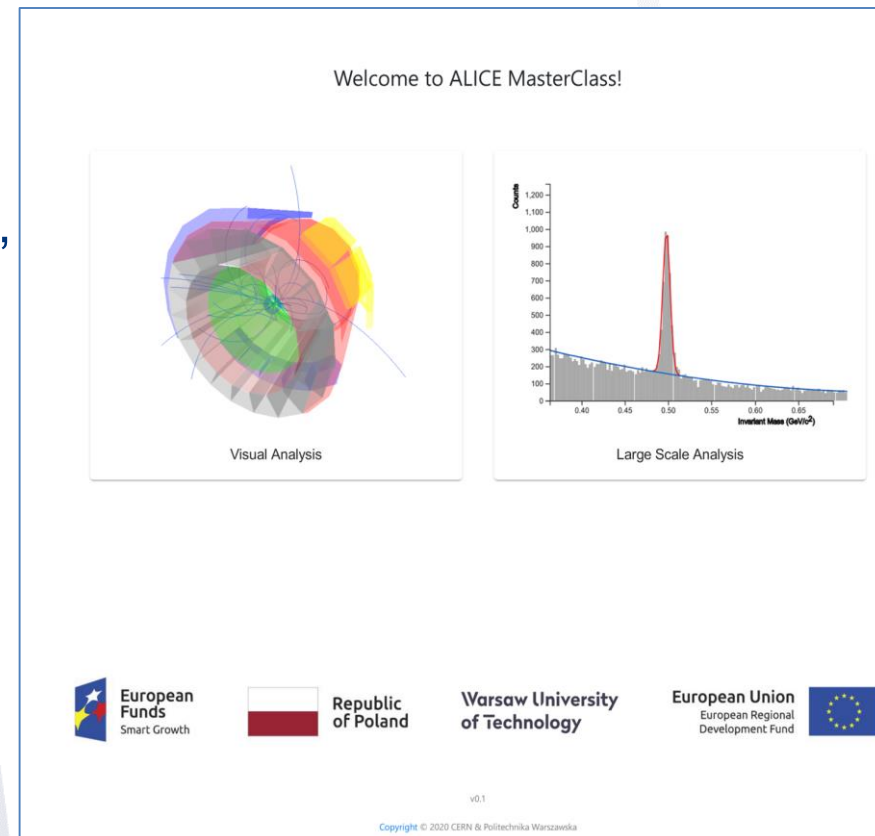 Welcome to ALICE MasterClass!
,
Counts
1,200
1,100
1,000
900
800
700
600
500
400
300
200
100
0
0.40 0.45 0.50 0.55 0.60 0.65
Invariant Mass (GeV/c²)
Visual Analysis
Large Scale Analysis
European
Funds
Smart Growth
Republic
of Poland
Warsaw University
of Technology
European Union
European Regional
Development Fund
v0.1
Copyright © 2020 CERN & Politechnika Warszawska